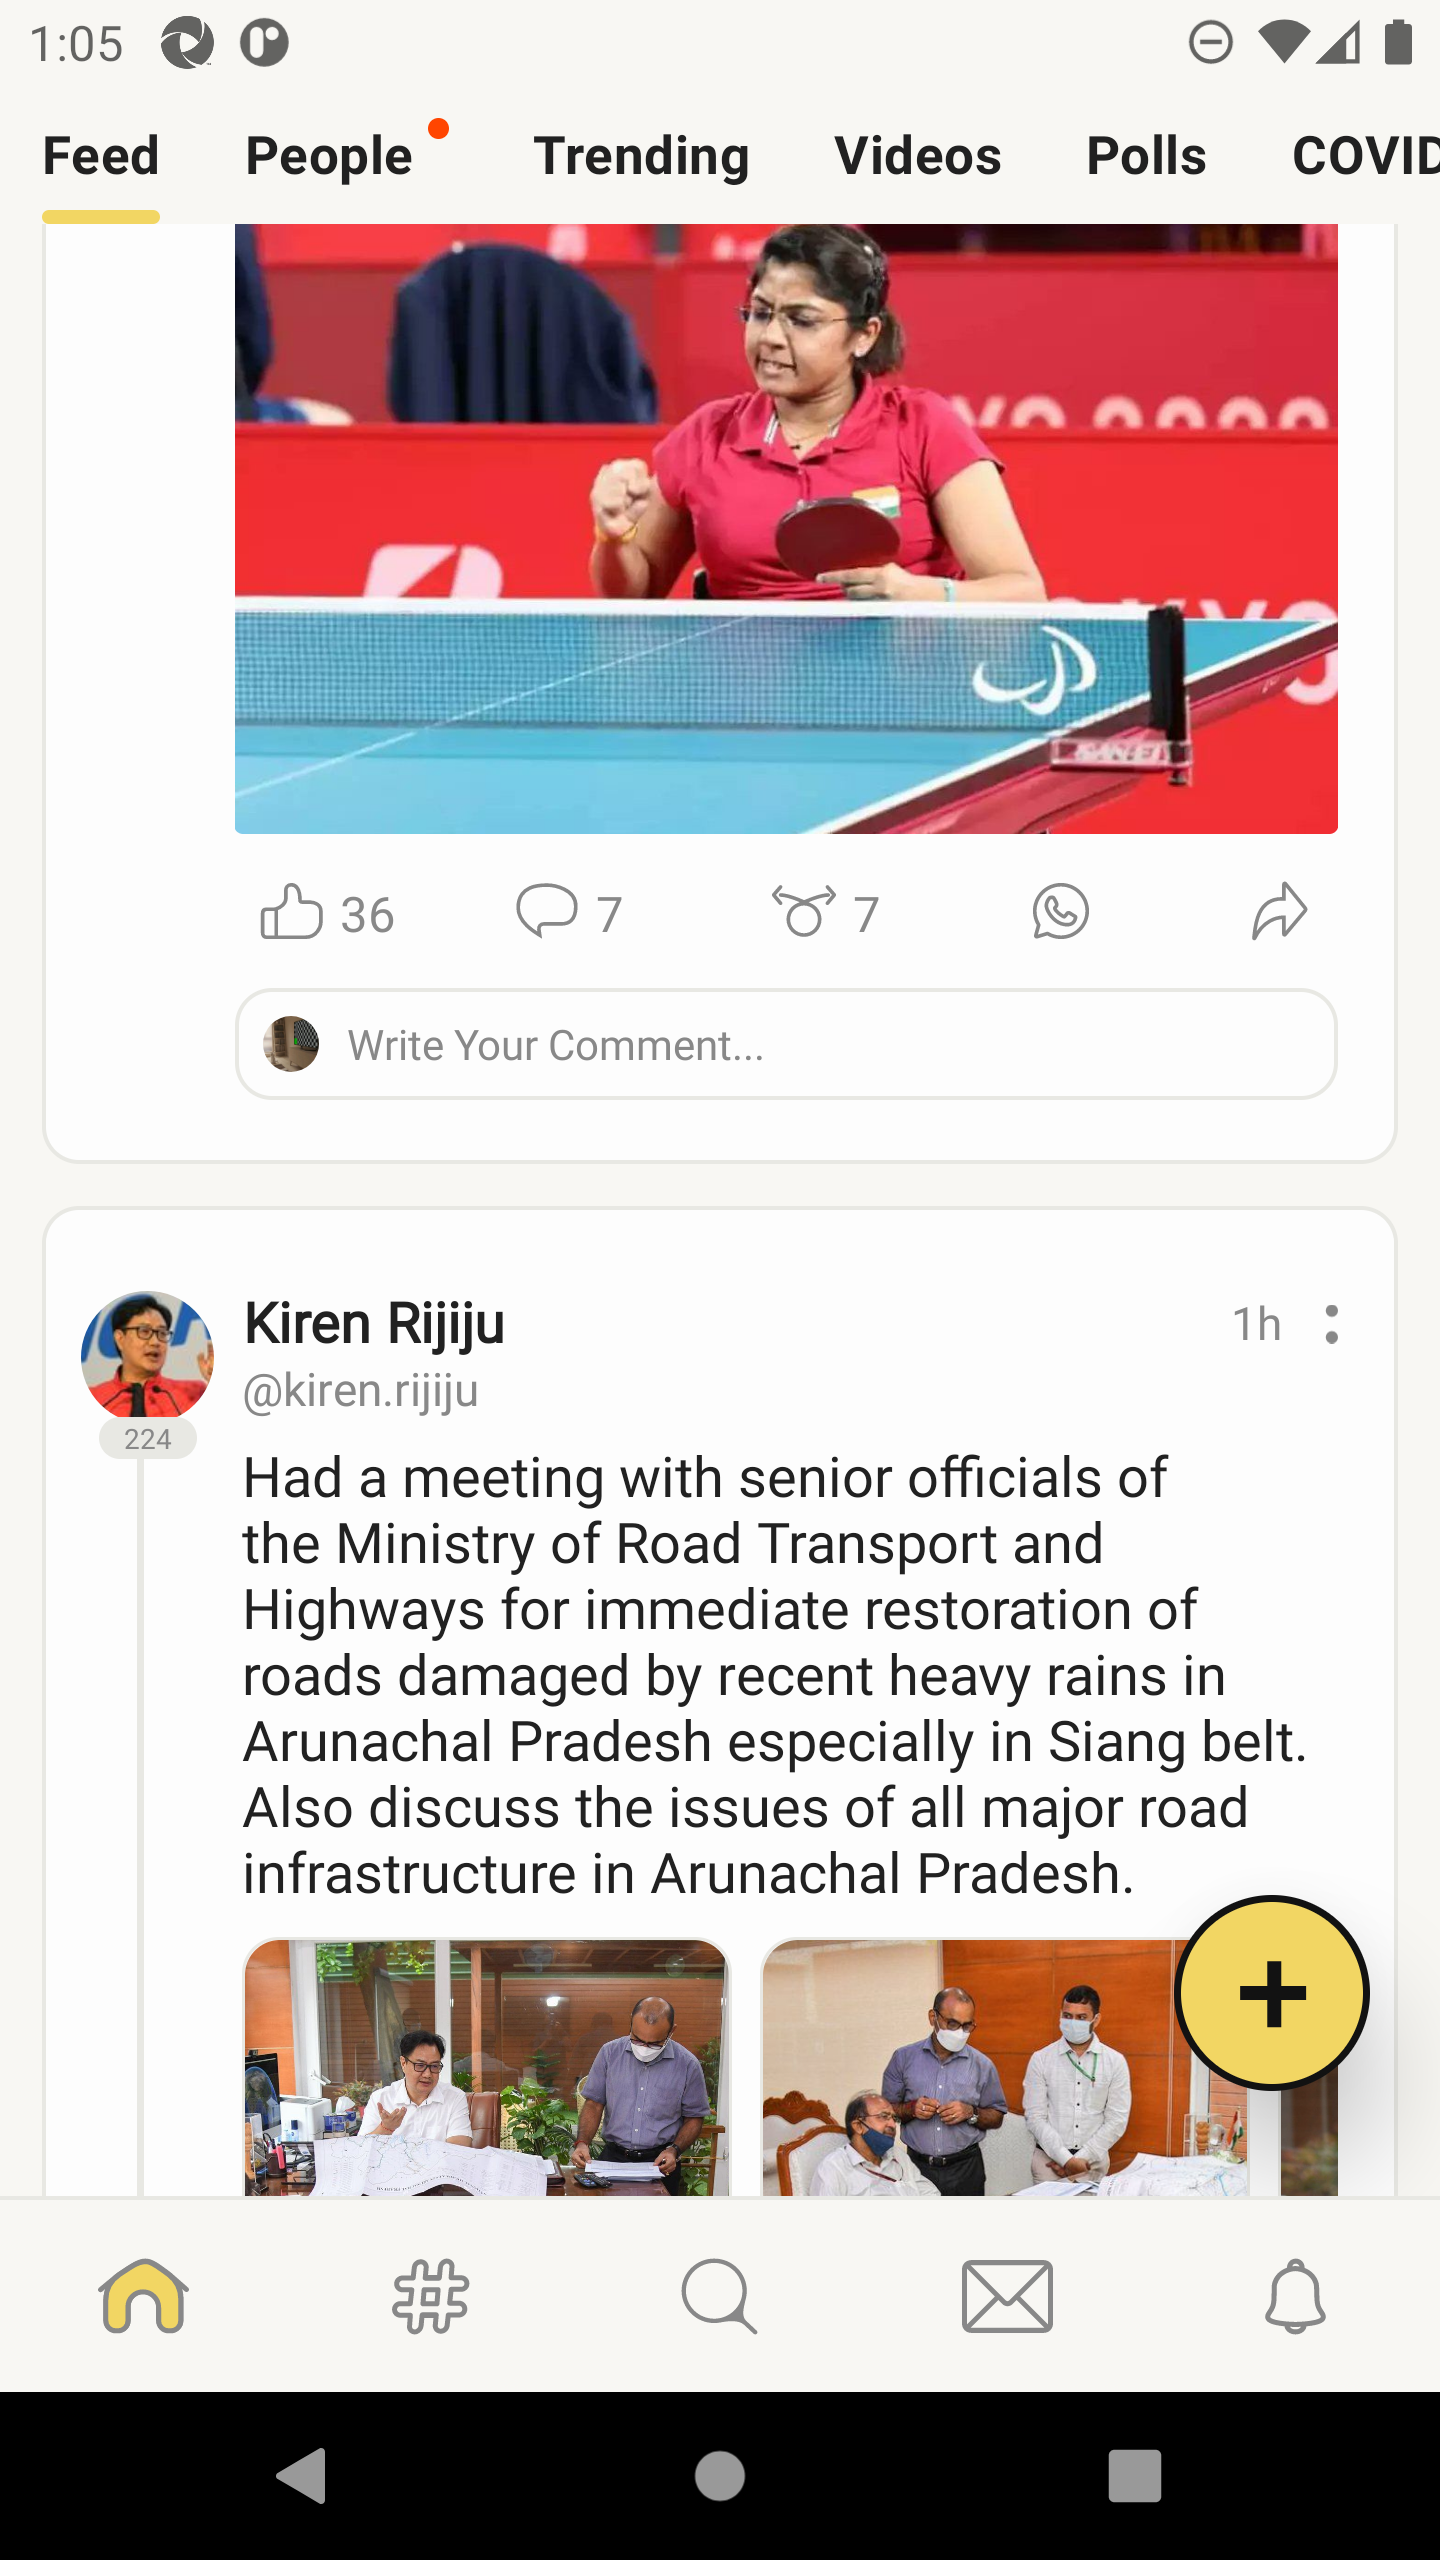 1:05
Feed People Trending Videos Polls COVID
36 7 7
Write Your Comment...
Kiren Rijiju 1h
@kiren.rijiju
224
Had a meeting with senior officials of
the Ministry of Road Transport and
Highways for immediate restoration of
roads damaged by recent heavy rains in
Arunachal Pradesh especially in Siang belt.
Also discuss the issues of all major road
infrastructure in Arunachal Pradesh.